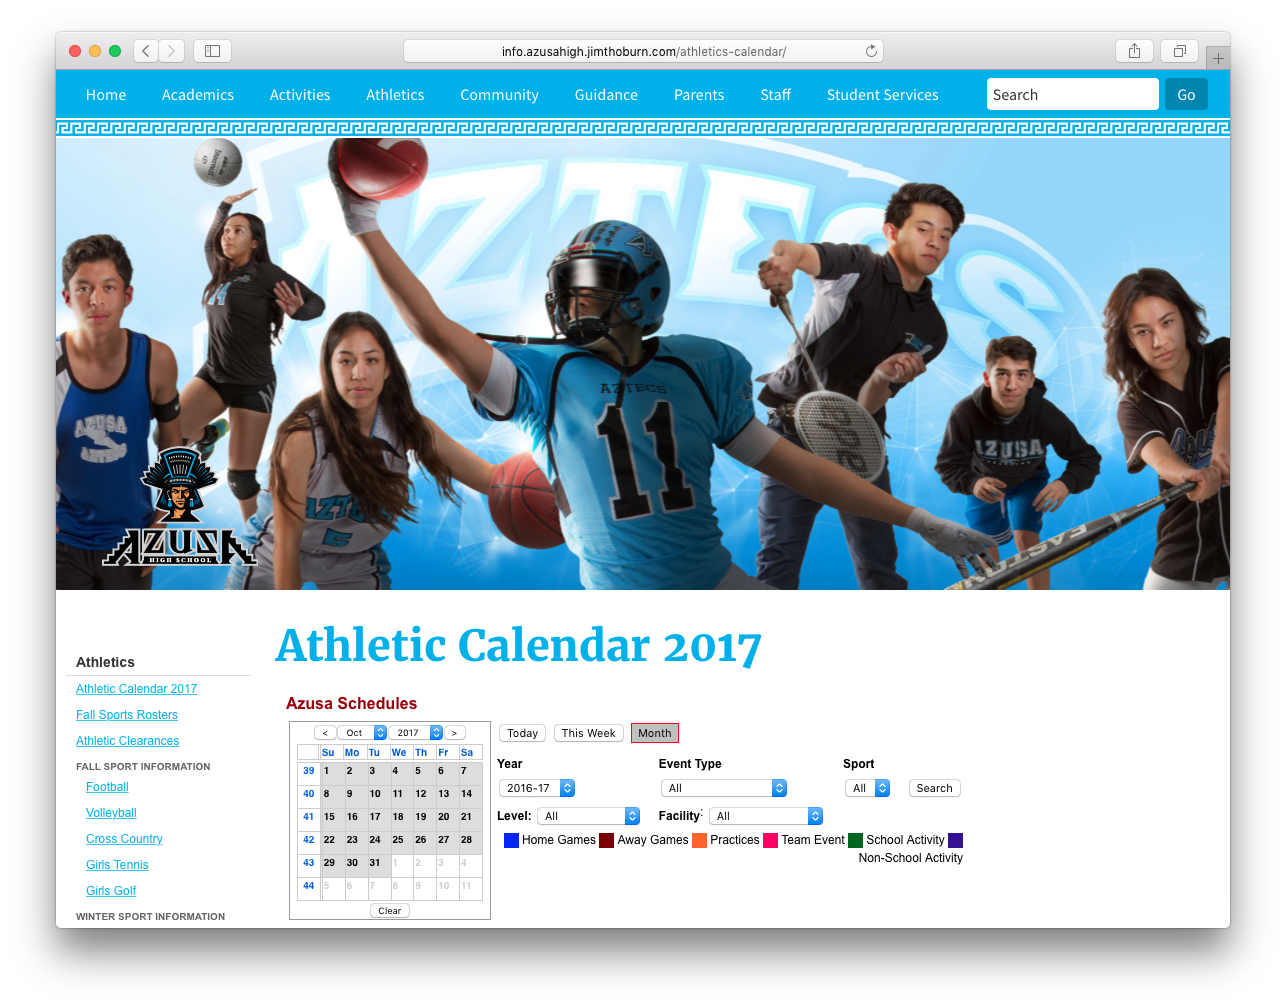 info.azusahigh.jimthoburn.com/athletics-calendar/
Home Academics Activities Athletics Community Guidance Parents Staff Student Services Search Go
AZTECS
AZUSA
AZTECS
AZTECS
11
AZUSA
EASTON
AZUSA
HIGH SCHOOL
Athletic Calendar 2017
Athletics
Athletic Calendar 2017
Fall Sports Rosters
Athletic Clearances
FALL SPORT INFORMATION
Football
Volleyball
Cross Country
Girls Tennis
Girls Golf
WINTER SPORT INFORMATION
Azusa Schedules
< Oct 2017 >
Su Mo Tu We Th Fr Sa
39 1 2 3 4 5 6 7
40 8 9 10 11 12 13 14
41 15 16 17 18 19 20 21
42 22 23 24 25 26 27 28
43 29 30 31 1 2 3 4
44 5 6 7 8 9 10 11
Clear
Today This Week Month
Year Event Type Sport
2016-17 All All Search
Level: All Facility: All
Home Games Away Games Practices Team Event School Activity
Non-School Activity